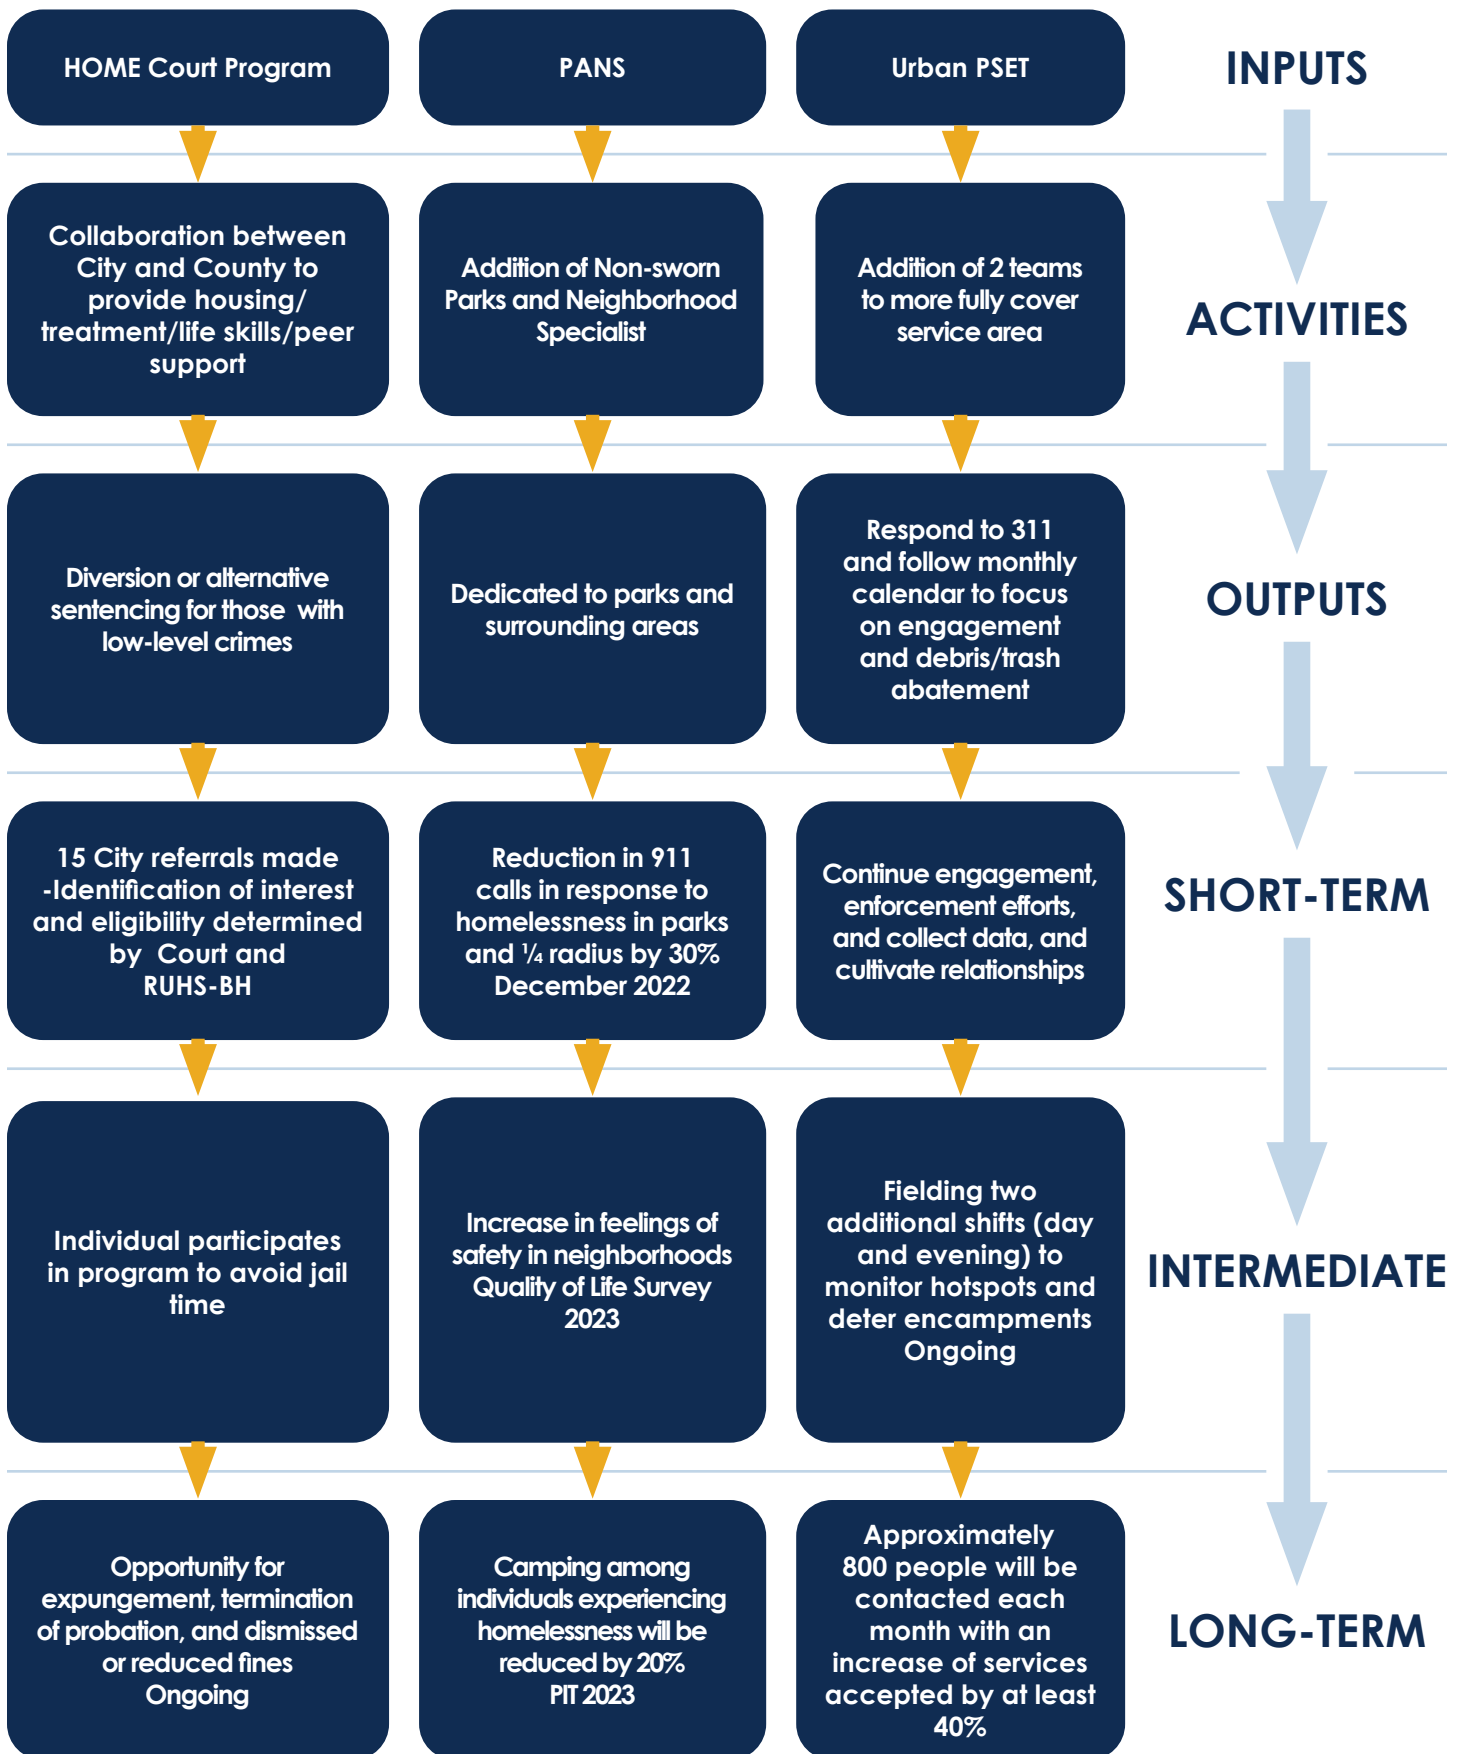 HOME Court Program
PANS
Urban PSET
INPUTS
Collaboration between
City and County to
provide housing/
treatment/life skills/peer
support
Addition of Non-sworn
Parks and Neighborhood
Specialist
Addition of 2 teams
to more fully cover
service area
ACTIVITIES
Diversion or alternative
sentencing for those with
low-level crimes
Dedicated to parks and
surrounding areas
Respond to 311
and follow monthly
calendar to focus
on engagement
and debris/trash
abatement
OUTPUTS
15 City referrals made
-Identification of interest
and eligibility determined
by Court and
RUHS-BH
Reduction in 911
calls in response to
homelessness in parks
and ¼ radius by 30%
December 2022
Continue engagement,
enforcement efforts,
and collect data, and
cultivate relationships
SHORT-TERM
Individual participates
in program to avoid jail
time
Increase in feelings of
safety in neighborhoods
Quality of Life Survey
2023
Fielding two
additional shifts (day
and evening) to
monitor hotspots and
deter encampments
Ongoing
INTERMEDIATE
Opportunity for
expungement, termination
of probation, and dismissed
or reduced fines
Ongoing
Camping among
individuals experiencing
homelessness will be
reduced by 20%
PIT 2023
Approximately
800 people will be
contacted each
month with an
increase of services
accepted by at least
40%
LONG-TERM